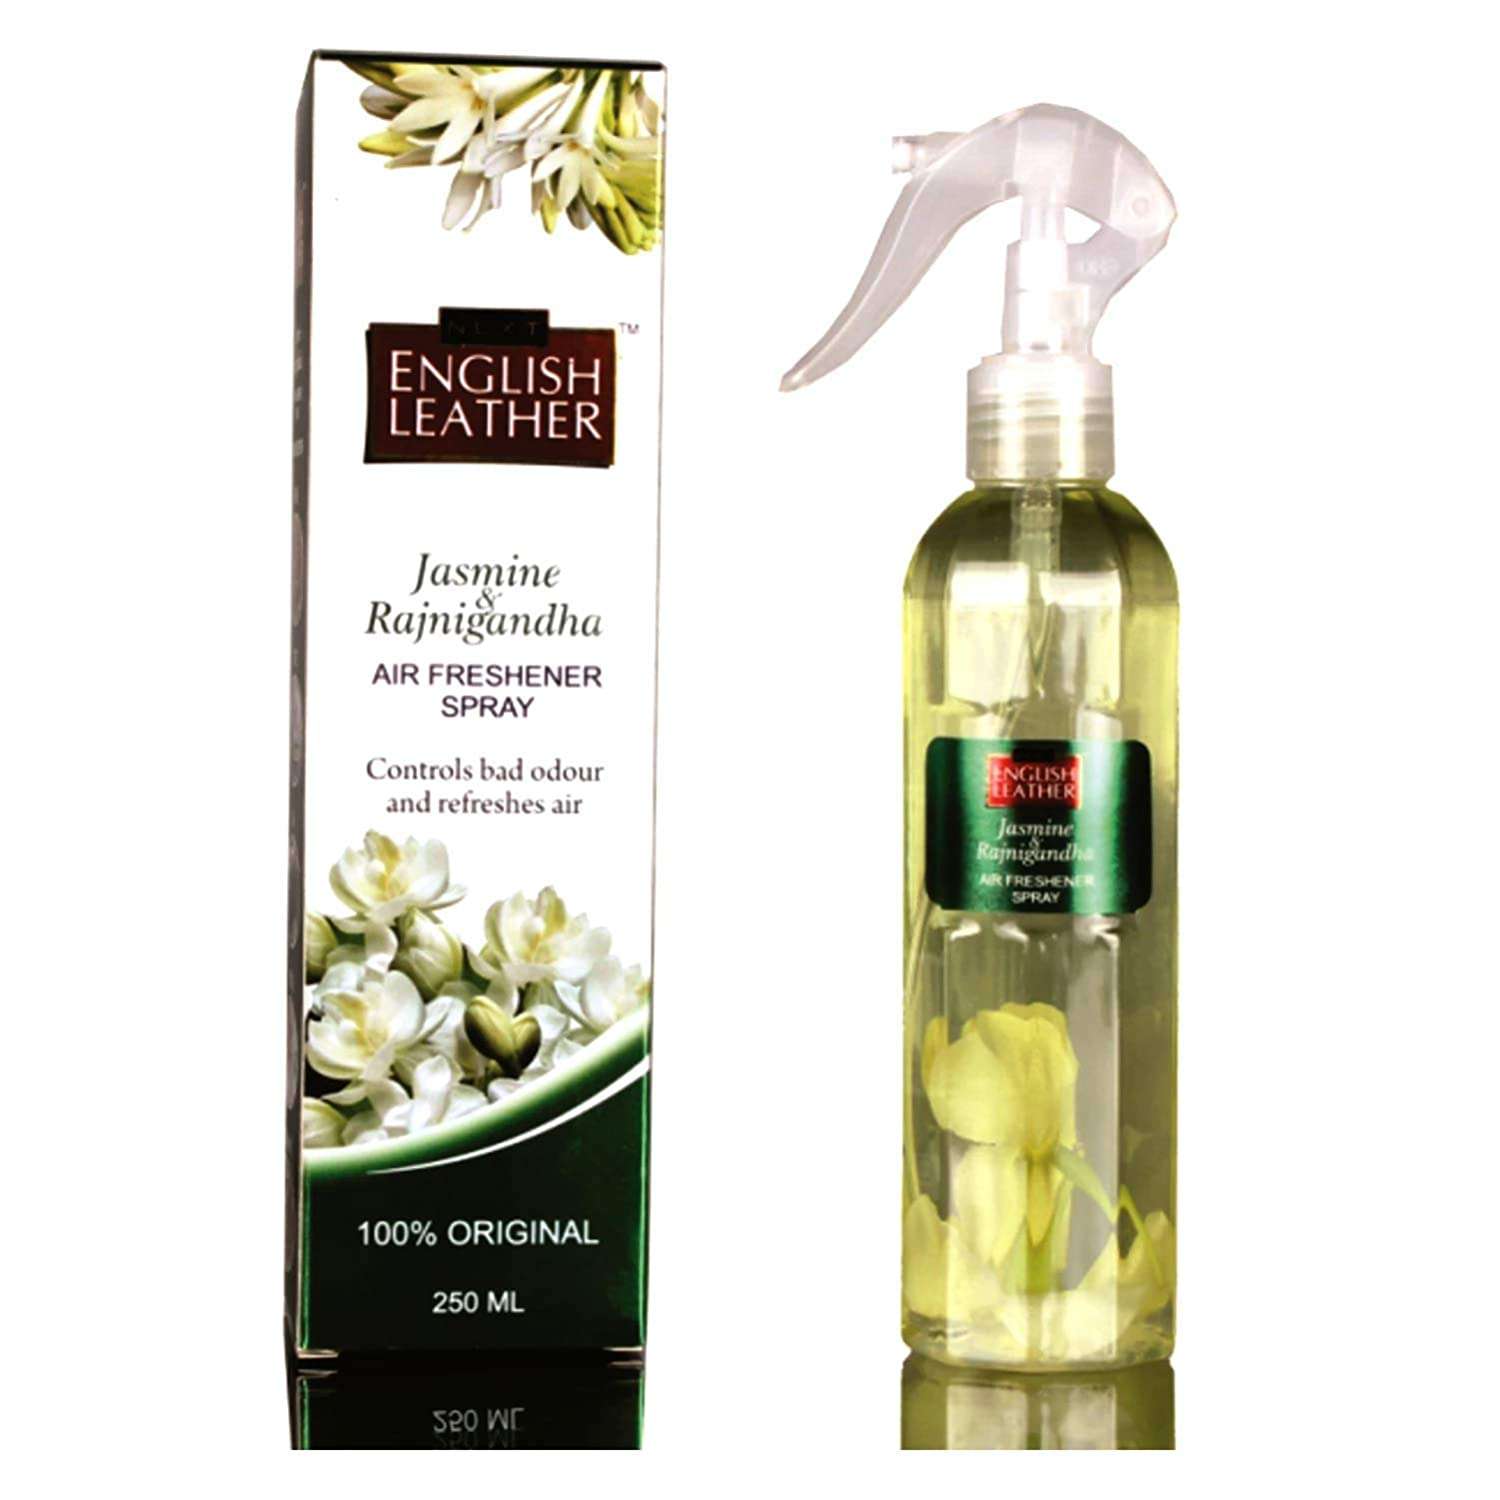 NEXT
ENGLISH
LEATHER
TM
Jasmine
&
Rajnigandha
AIR FRESHENER
SPRAY
Controls bad odour
and refreshes air
100% ORIGINAL
250 ML
250 ML
ENGLISH
LEATHER
Jasmine
&
Rajnigandha
AIR FRESHENER
SPRAY